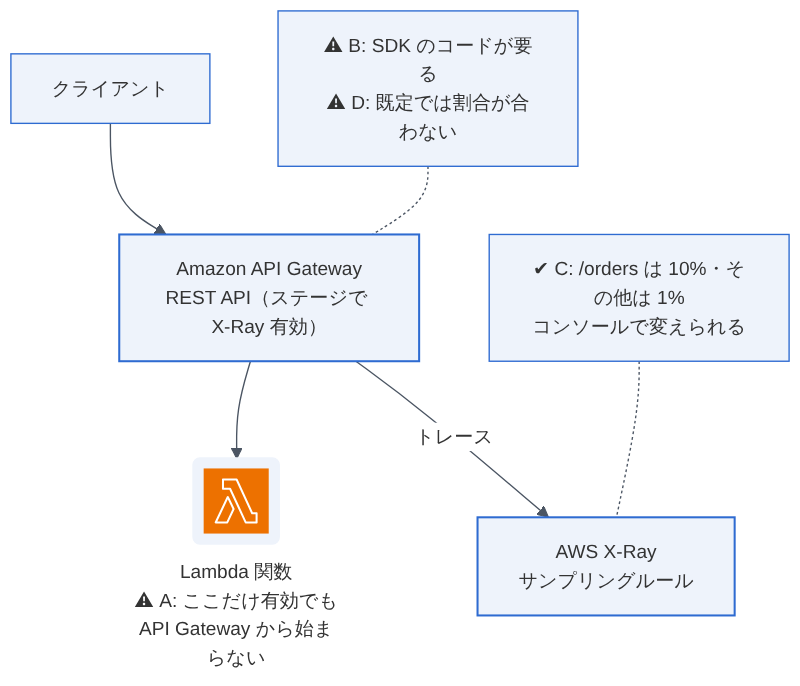 ⚠ B: SDK のコードが要
る
⚠ D: 既定では割合が合
わない
クライアント
Amazon API Gateway
REST API（ステージで
X-Ray 有効）
✔ C: /orders は 10%・そ
の他は 1%
コンソールで変えられる
トレース
Lambda 関数
⚠ A: ここだけ有効でも
API Gateway から始ま
らない
AWS X-Ray
サンプリングルール